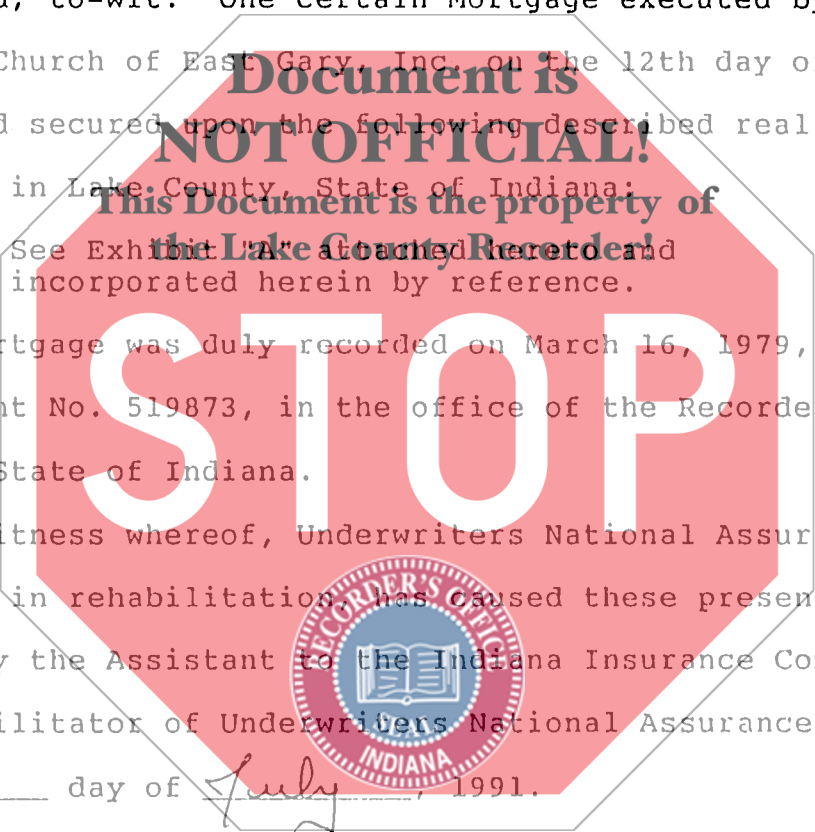 d, to-wit: One Certain Mortgage executed by
Church of East Gary, Inc. on the 12th day o
Document is
d secured upon the following described real
NOT OFFICIAL!
in Lake County, State of Indiana:
This Document is the property of
See Exhibit "A" attached hereto and
the Lake County Recorder!
incorporated herein by reference.
rtgage was duly recorded on March 16, 1979,
STOP
nt No. 519873, in the office of the Recorde
State of Indiana.
itness whereof, Underwriters National Assur
in rehabilitation, has caused these presen
RECORDER'S OFFICE
y the Assistant to the Indiana Insurance Co
SEAL
ilitator of Underwriters National Assurance
INDIANA
day of July, 1991.